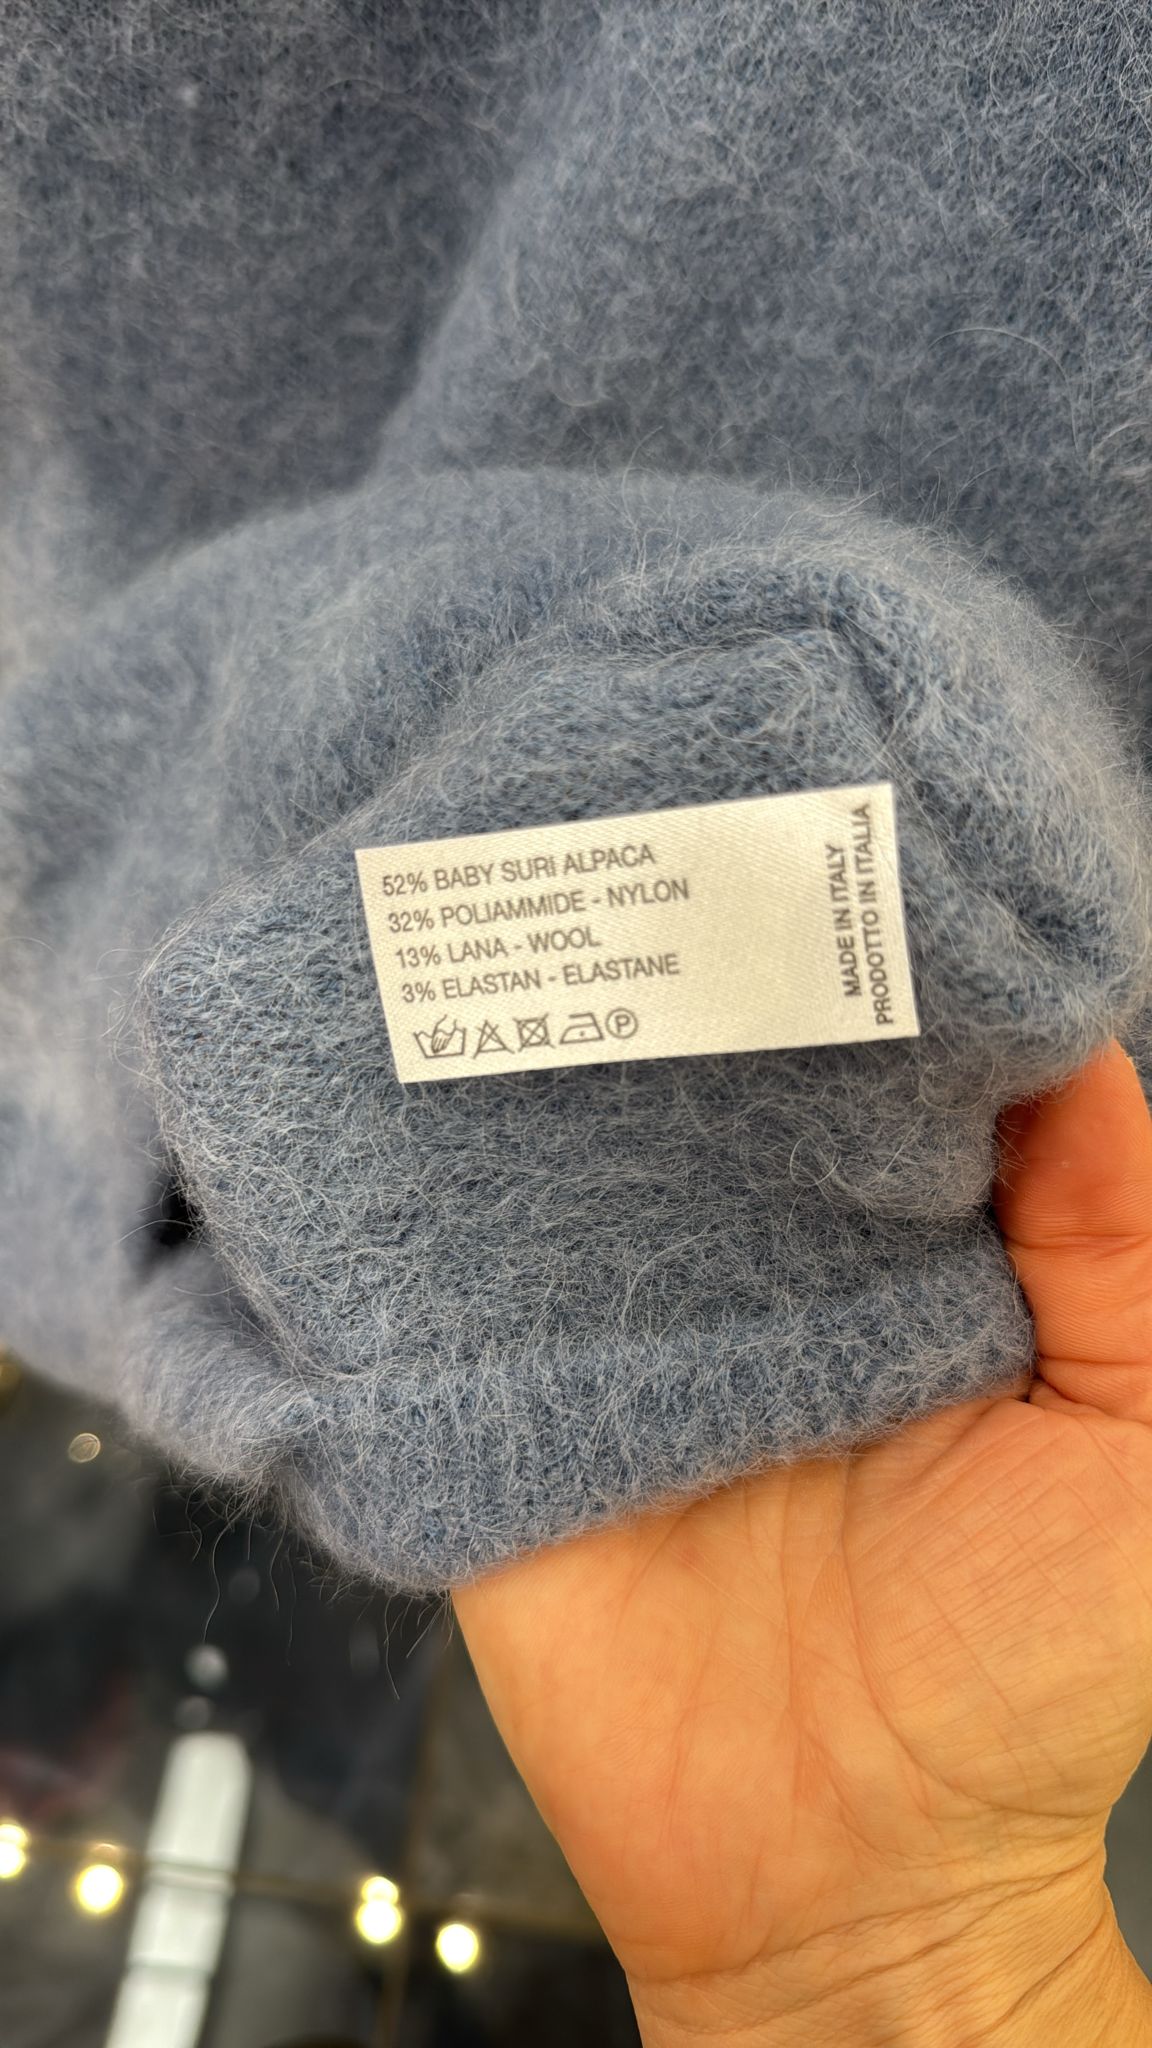 52% BABY SURI ALPACA
32% POLIAMMIDE - NYLON
13% LANA - WOOL
3% ELASTAN - ELASTANE
P
MADE IN ITALY
PRODOTTO IN ITALIA